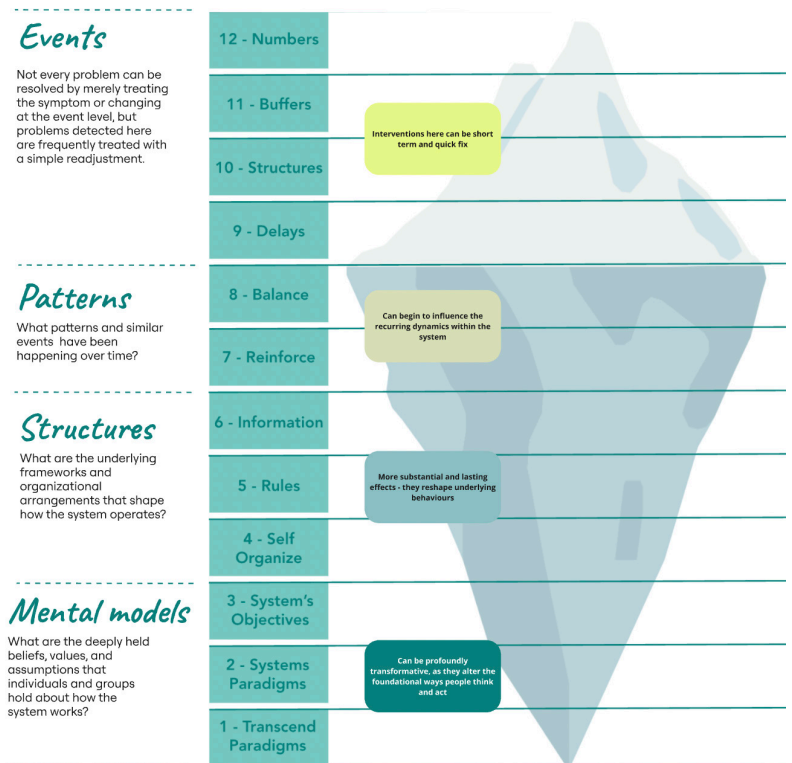 Events
Not every problem can be
resolved by merely treating
the symptom or changing
at the event level, but
problems detected here
are frequently treated with
a simple readjustment.
12 - Numbers
11 - Buffers
10 - Structures
9 - Delays
Interventions here can be short
term and quick fix
Patterns
What patterns and similar
events have been
happening over time?
8 - Balance
7 - Reinforce
Can begin to influence the
recurring dynamics within the
system
Structures
What are the underlying
frameworks and
organizational
arrangements that shape
how the system operates?
6 - Information
5 - Rules
4 - Self
Organize
More substantial and lasting
effects - they reshape underlying
behaviours
Mental models
What are the deeply held
beliefs, values, and
assumptions that
individuals and groups
hold about how the
system works?
3 - System's
Objectives
2 - Systems
Paradigms
1 - Transcend
Paradigms
Can be profoundly
transformative, as they alter the
foundational ways people think
and act